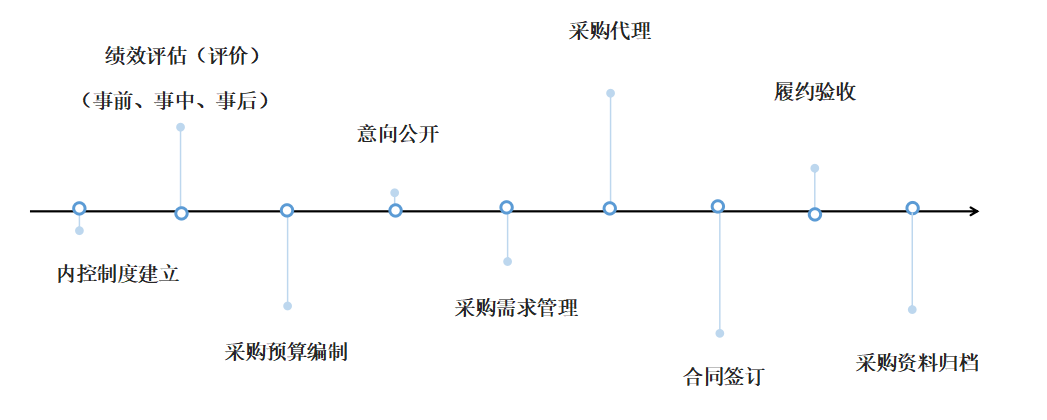 采购代理
绩效评估（评价）
（事前、事中、事后）
履约验收
意向公开
内控制度建立
采购需求管理
采购预算编制
采购资料归档
合同签订